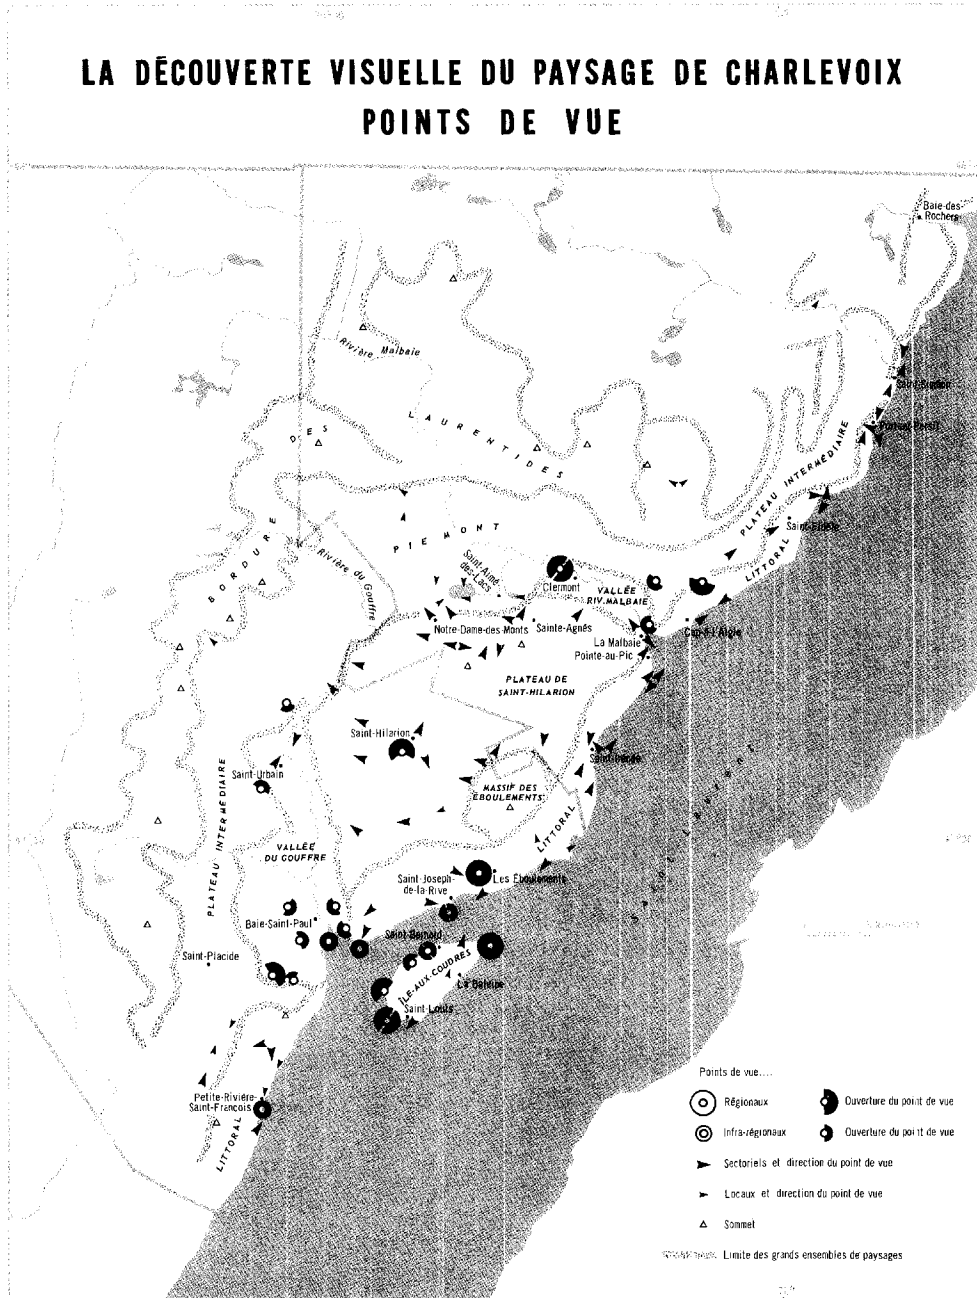 LA DÉCOUVERTE VISUELLE DU PAYSAGE DE CHARLEVOIX
POINTS DE VUE
Baie-des-
Rochers
Rivière Malbaie
Saint-Siméon
LAURENTIDES
DES
Port-au-Persil
PLATEAU INTERMÉDIAIRE
BORDURE
PIEMONT
Saint-Fidèle
LITTORAL
Rivière du Gouffre
Saint-Aimé
des Lacs
Clermont
VALLÉE
RIV. MALBAIE
Notre-Dame-des-Monts
Sainte-Agnès
Cap-à-l'Aigle
La Malbaie
Pointe-au-Pic
PLATEAU DE
SAINT-HILARION
Saint-Hilarion
Saint-Irénée
Saint-Urbain
MASSIF DES
ÉBOULEMENTS
PLATEAU INTERMÉDIAIRE
LITTORAL
VALLÉE
DU GOUFFRE
Saint-Joseph-
de-la-Rive
Les Éboulements
Baie-Saint-Paul
Saint-Bernard
Saint-Placide
ÎLE-AUX-COUDRES
La Baleine
Saint-Louis
Petite-Rivière-
Saint-François
LITTORAL
Points de vue....
Régionaux
Ouverture du point de vue
Infra-régionaux
Ouverture du point de vue
Sectoriels et direction du point de vue
Locaux et direction du point de vue
Sommet
Limite des grands ensembles de paysages